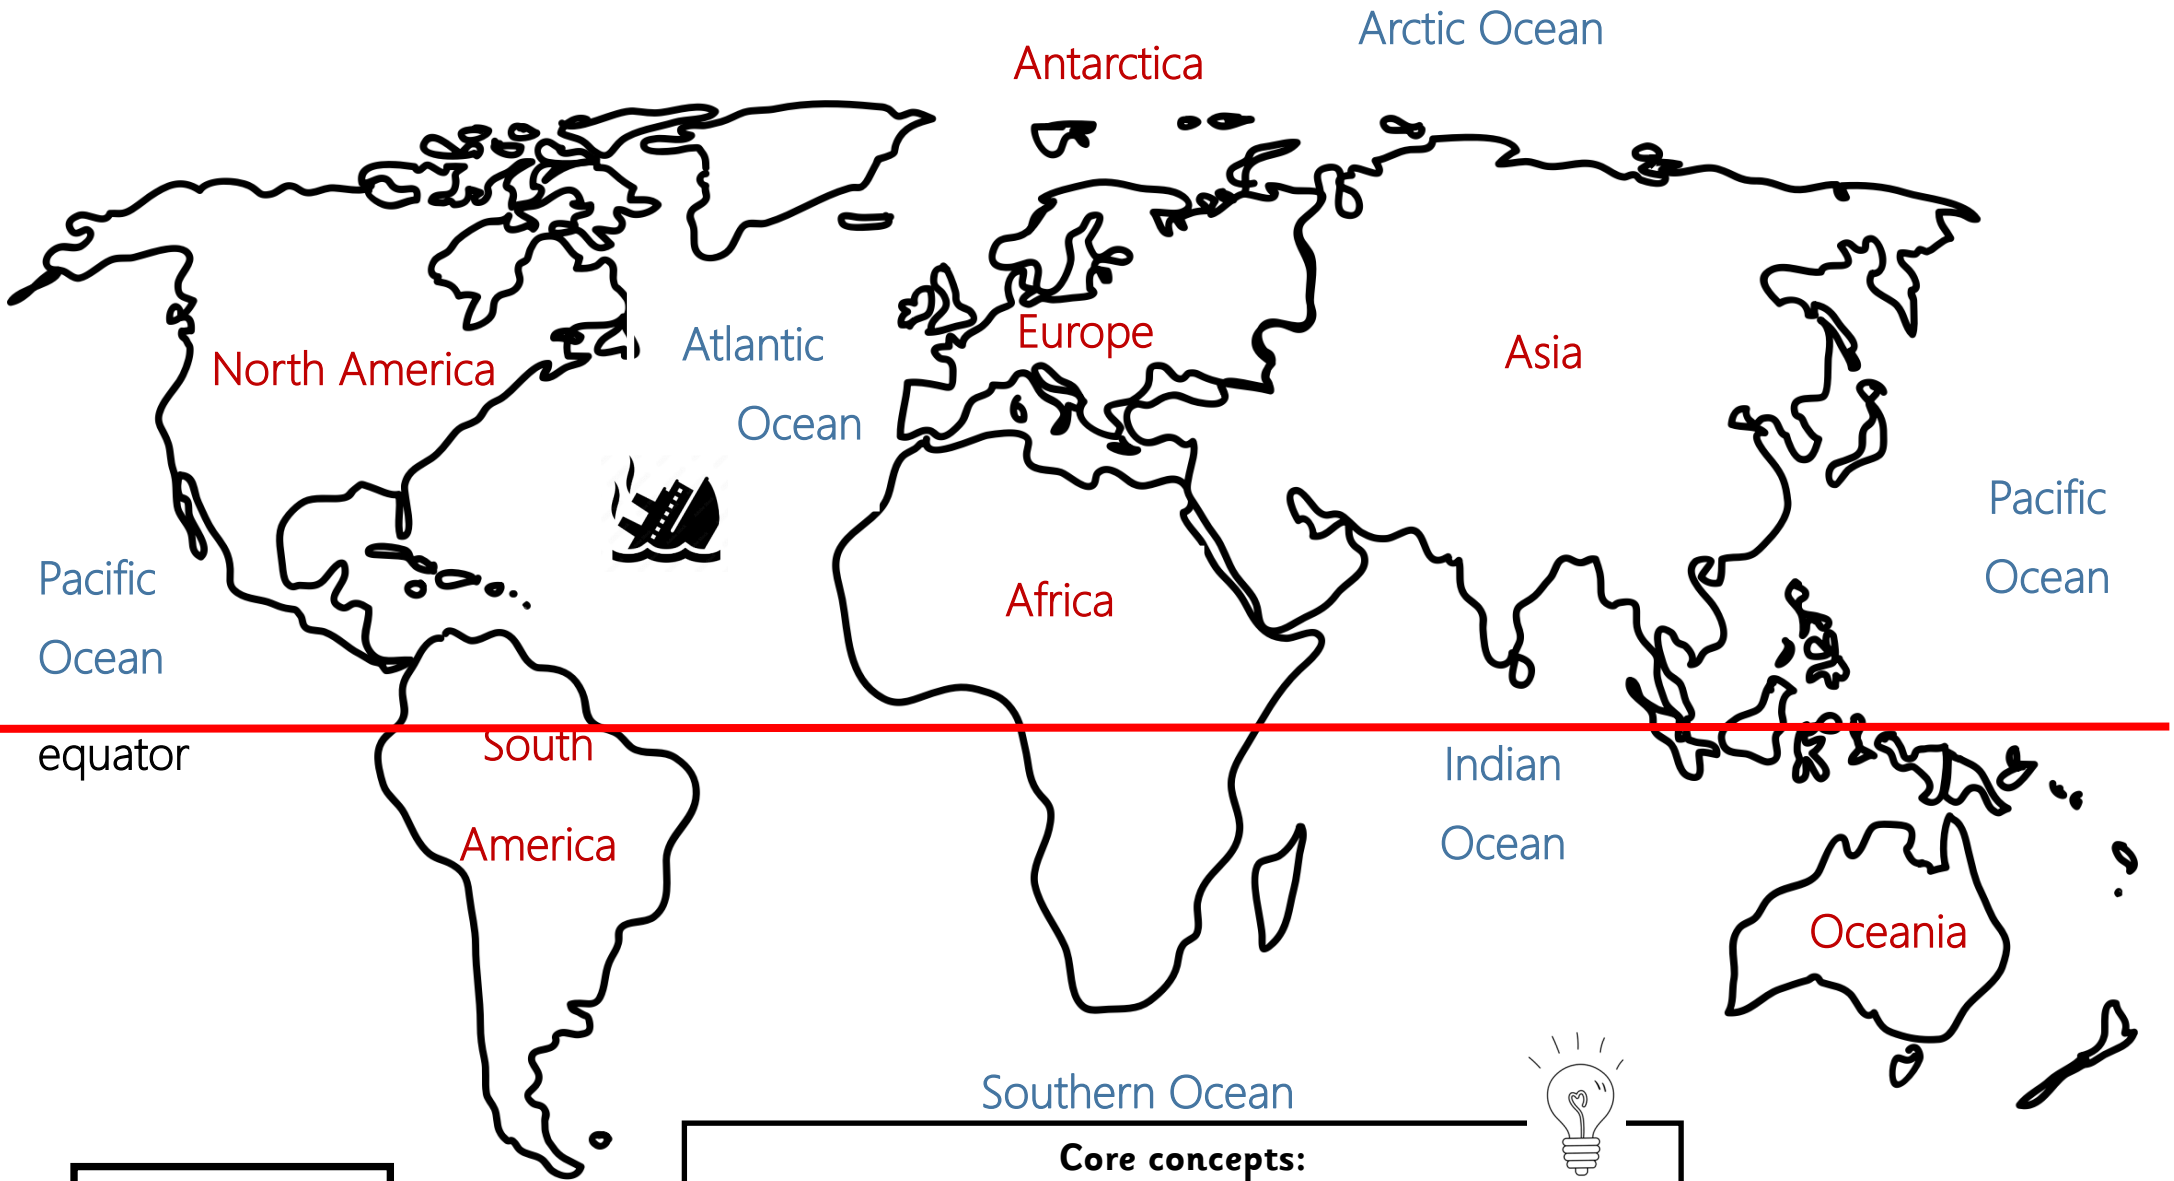 Arctic Ocean
Antarctica
North America
Atlantic
Ocean
Europe
Asia
Pacific
Ocean
Pacific
Ocean
Africa
equator
South
America
Indian
Ocean
Oceania
Southern Ocean
Core concepts: